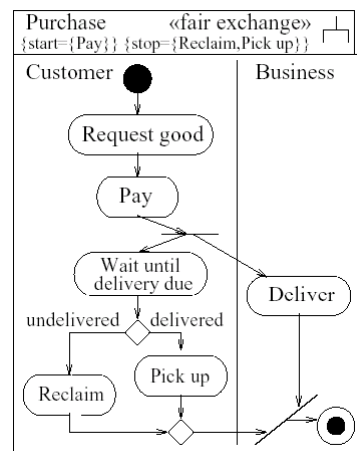 Purchase «fair exchange»
{start={Pay}} {stop={Reclaim,Pick up}}
Customer Business
Request good
Pay
Wait until
delivery due
Deliver
undelivered delivered
Pick up
Reclaim